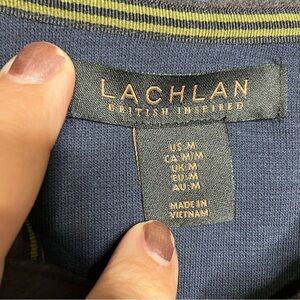 LACHLAN
BRITISH INSPIRED
US: M
CA: M/M
UK: M
EU: M
AU: M
MADE IN
VIETNAM